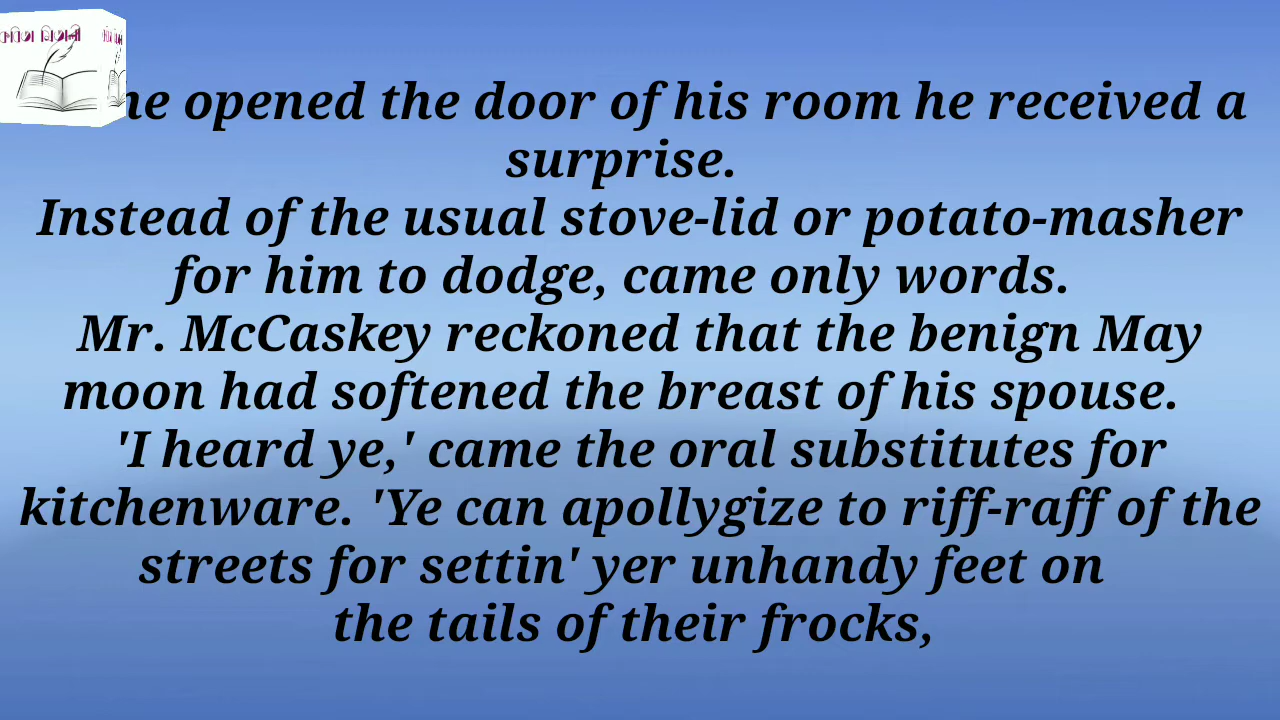 he opened the door of his room he received a
surprise.
Instead of the usual stove-lid or potato-masher
for him to dodge, came only words.
Mr. McCaskey reckoned that the benign May
moon had softened the breast of his spouse.
'I heard ye,' came the oral substitutes for
kitchenware. 'Ye can apollygize to riff-raff of the
streets for settin' yer unhandy feet on
the tails of their frocks,